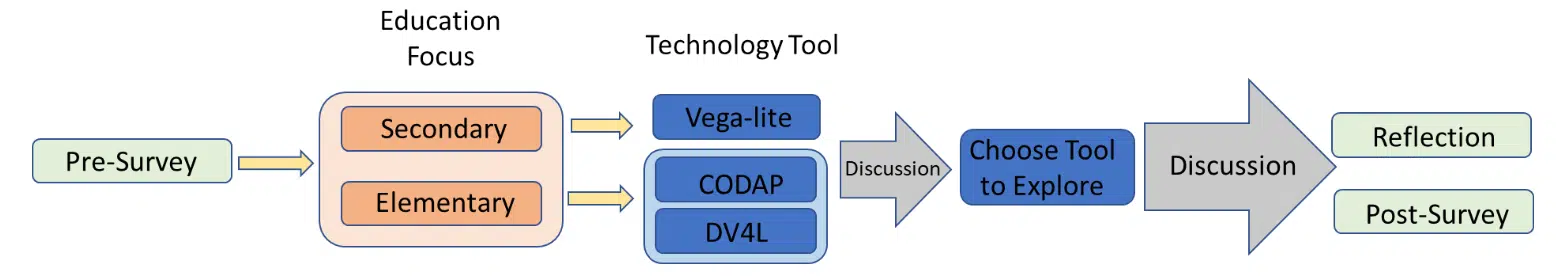 Education
Focus
Technology Tool
Pre-Survey
Secondary
Elementary
Vega-lite
CODAP
DV4L
Discussion
Choose Tool
to Explore
Discussion
Reflection
Post-Survey